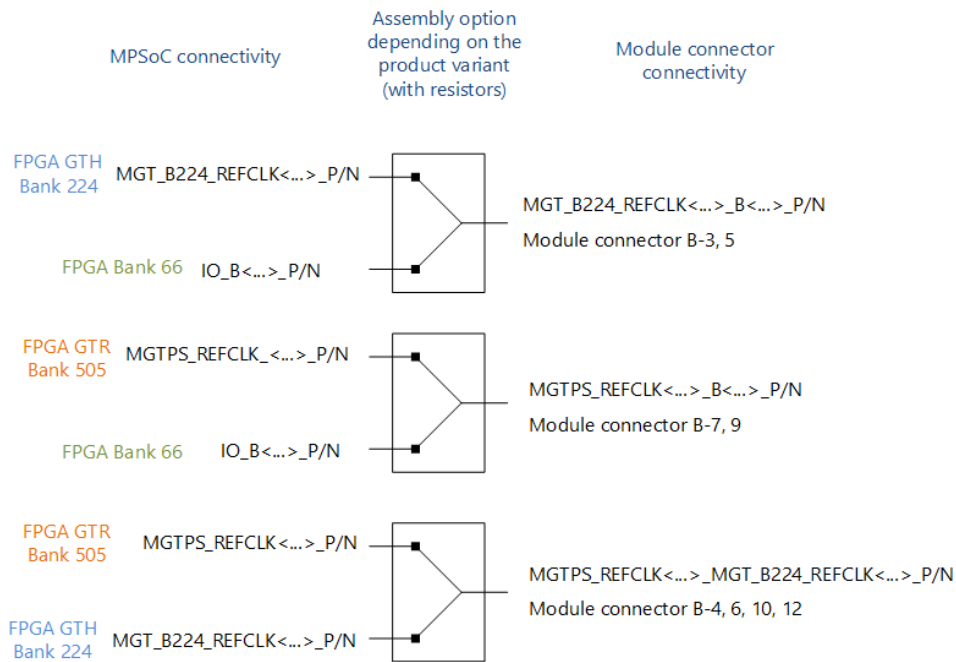 MPSoC connectivity
Assembly option
depending on the
product variant
(with resistors)
Module connector
connectivity
FPGA GTH
Bank 224
MGT_B224_REFCLK<...>_P/N
MGT_B224_REFCLK<...>_B<...>_P/N
Module connector B-3, 5
FPGA Bank 66
IO_B<...>_P/N
FPGA GTR
Bank 505
MGTPS_REFCLK_<...>_P/N
MGTPS_REFCLK<...>_B<...>_P/N
Module connector B-7, 9
FPGA Bank 66
IO_B<...>_P/N
FPGA GTR
Bank 505
MGTPS_REFCLK<...>_P/N
MGTPS_REFCLK<...>_MGT_B224_REFCLK<...>_P/N
Module connector B-4, 6, 10, 12
FPGA GTH
Bank 224
MGT_B224_REFCLK<...>_P/N